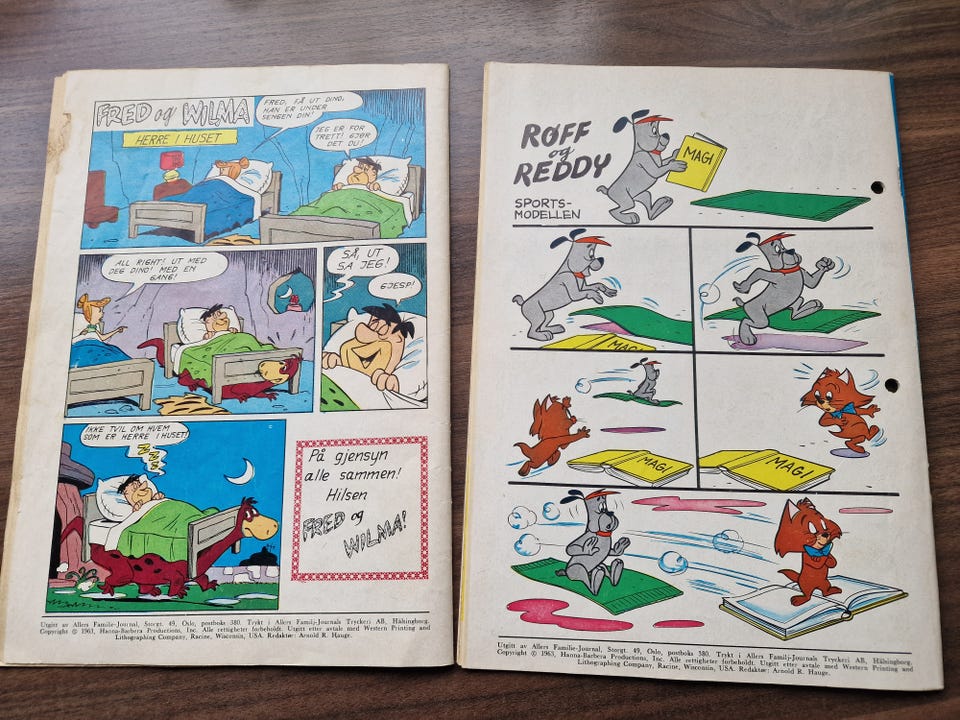 FRED og WILMA
HERRE I HUSET
FRED, FÅ UT DINO,
HAN ER UNDER
SENGEN DIN!
JEG ER FOR
TRETT! GJØR
DET DU!
ALL RIGHT! UT MED
DEG DINO! MED EN
GANG!
SÅ, UT
SA JEG!
GJESP!
IKKE TVIL OM HVEM
SOM ER HERRE I HUSET!
Z
Z
Z
Z
På gjensyn
alle sammen!
Hilsen
FRED og
WILMA!
Utgitt av Allers Familie-Journal, Storgt. 49, Oslo, postboks 380. Trykt i Allers Familj-Journals Tryckeri AB, Hälsingborg.
Copyright © 1963, Hanna-Barbera Productions, Inc. Alle rettigheter forbeholdt. Utgitt etter avtale med Western Printing and
Lithographing Company, Racine, Wisconsin, USA. Redaktør: Arnold R. Hauge.
RØFF
og
REDDY
SPORTS-
MODELLEN
MAGI
MAGI
MAGI
MAGI
Utgitt av Allers Familie-Journal, Storgt. 49, Oslo, postboks 380. Trykt i Allers Familj-Journals Tryckeri AB, Hälsingborg.
Copyright © 1963, Hanna-Barbera Productions, Inc. Alle rettigheter forbeholdt. Utgitt etter avtale med Western Printing and
Lithographing Company, Racine, Wisconsin, USA. Redaktør: Arnold R. Hauge.